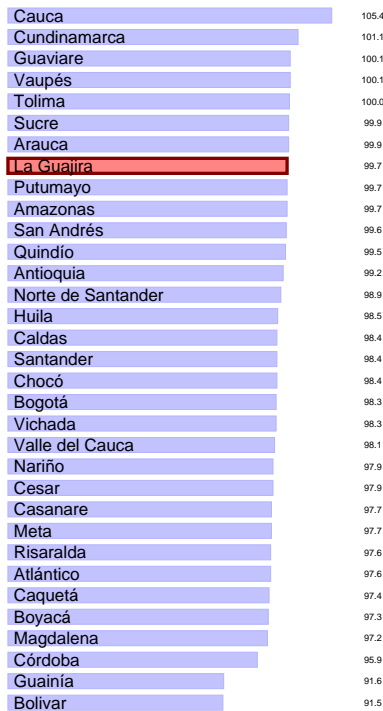 Cauca 105.4
Cundinamarca 101.1
Guaviare 100.1
Vaupés 100.1
Tolima 100.0
Sucre 99.9
Arauca 99.9
La Guajira 99.7
Putumayo 99.7
Amazonas 99.7
San Andrés 99.6
Quindío 99.5
Antioquia 99.2
Norte de Santander 98.9
Huila 98.5
Caldas 98.4
Santander 98.4
Chocó 98.4
Bogotá 98.3
Vichada 98.3
Valle del Cauca 98.1
Nariño 97.9
Cesar 97.9
Casanare 97.7
Meta 97.7
Risaralda 97.6
Atlántico 97.6
Caquetá 97.4
Boyacá 97.3
Magdalena 97.2
Córdoba 95.9
Guainía 91.6
Bolivar 91.5